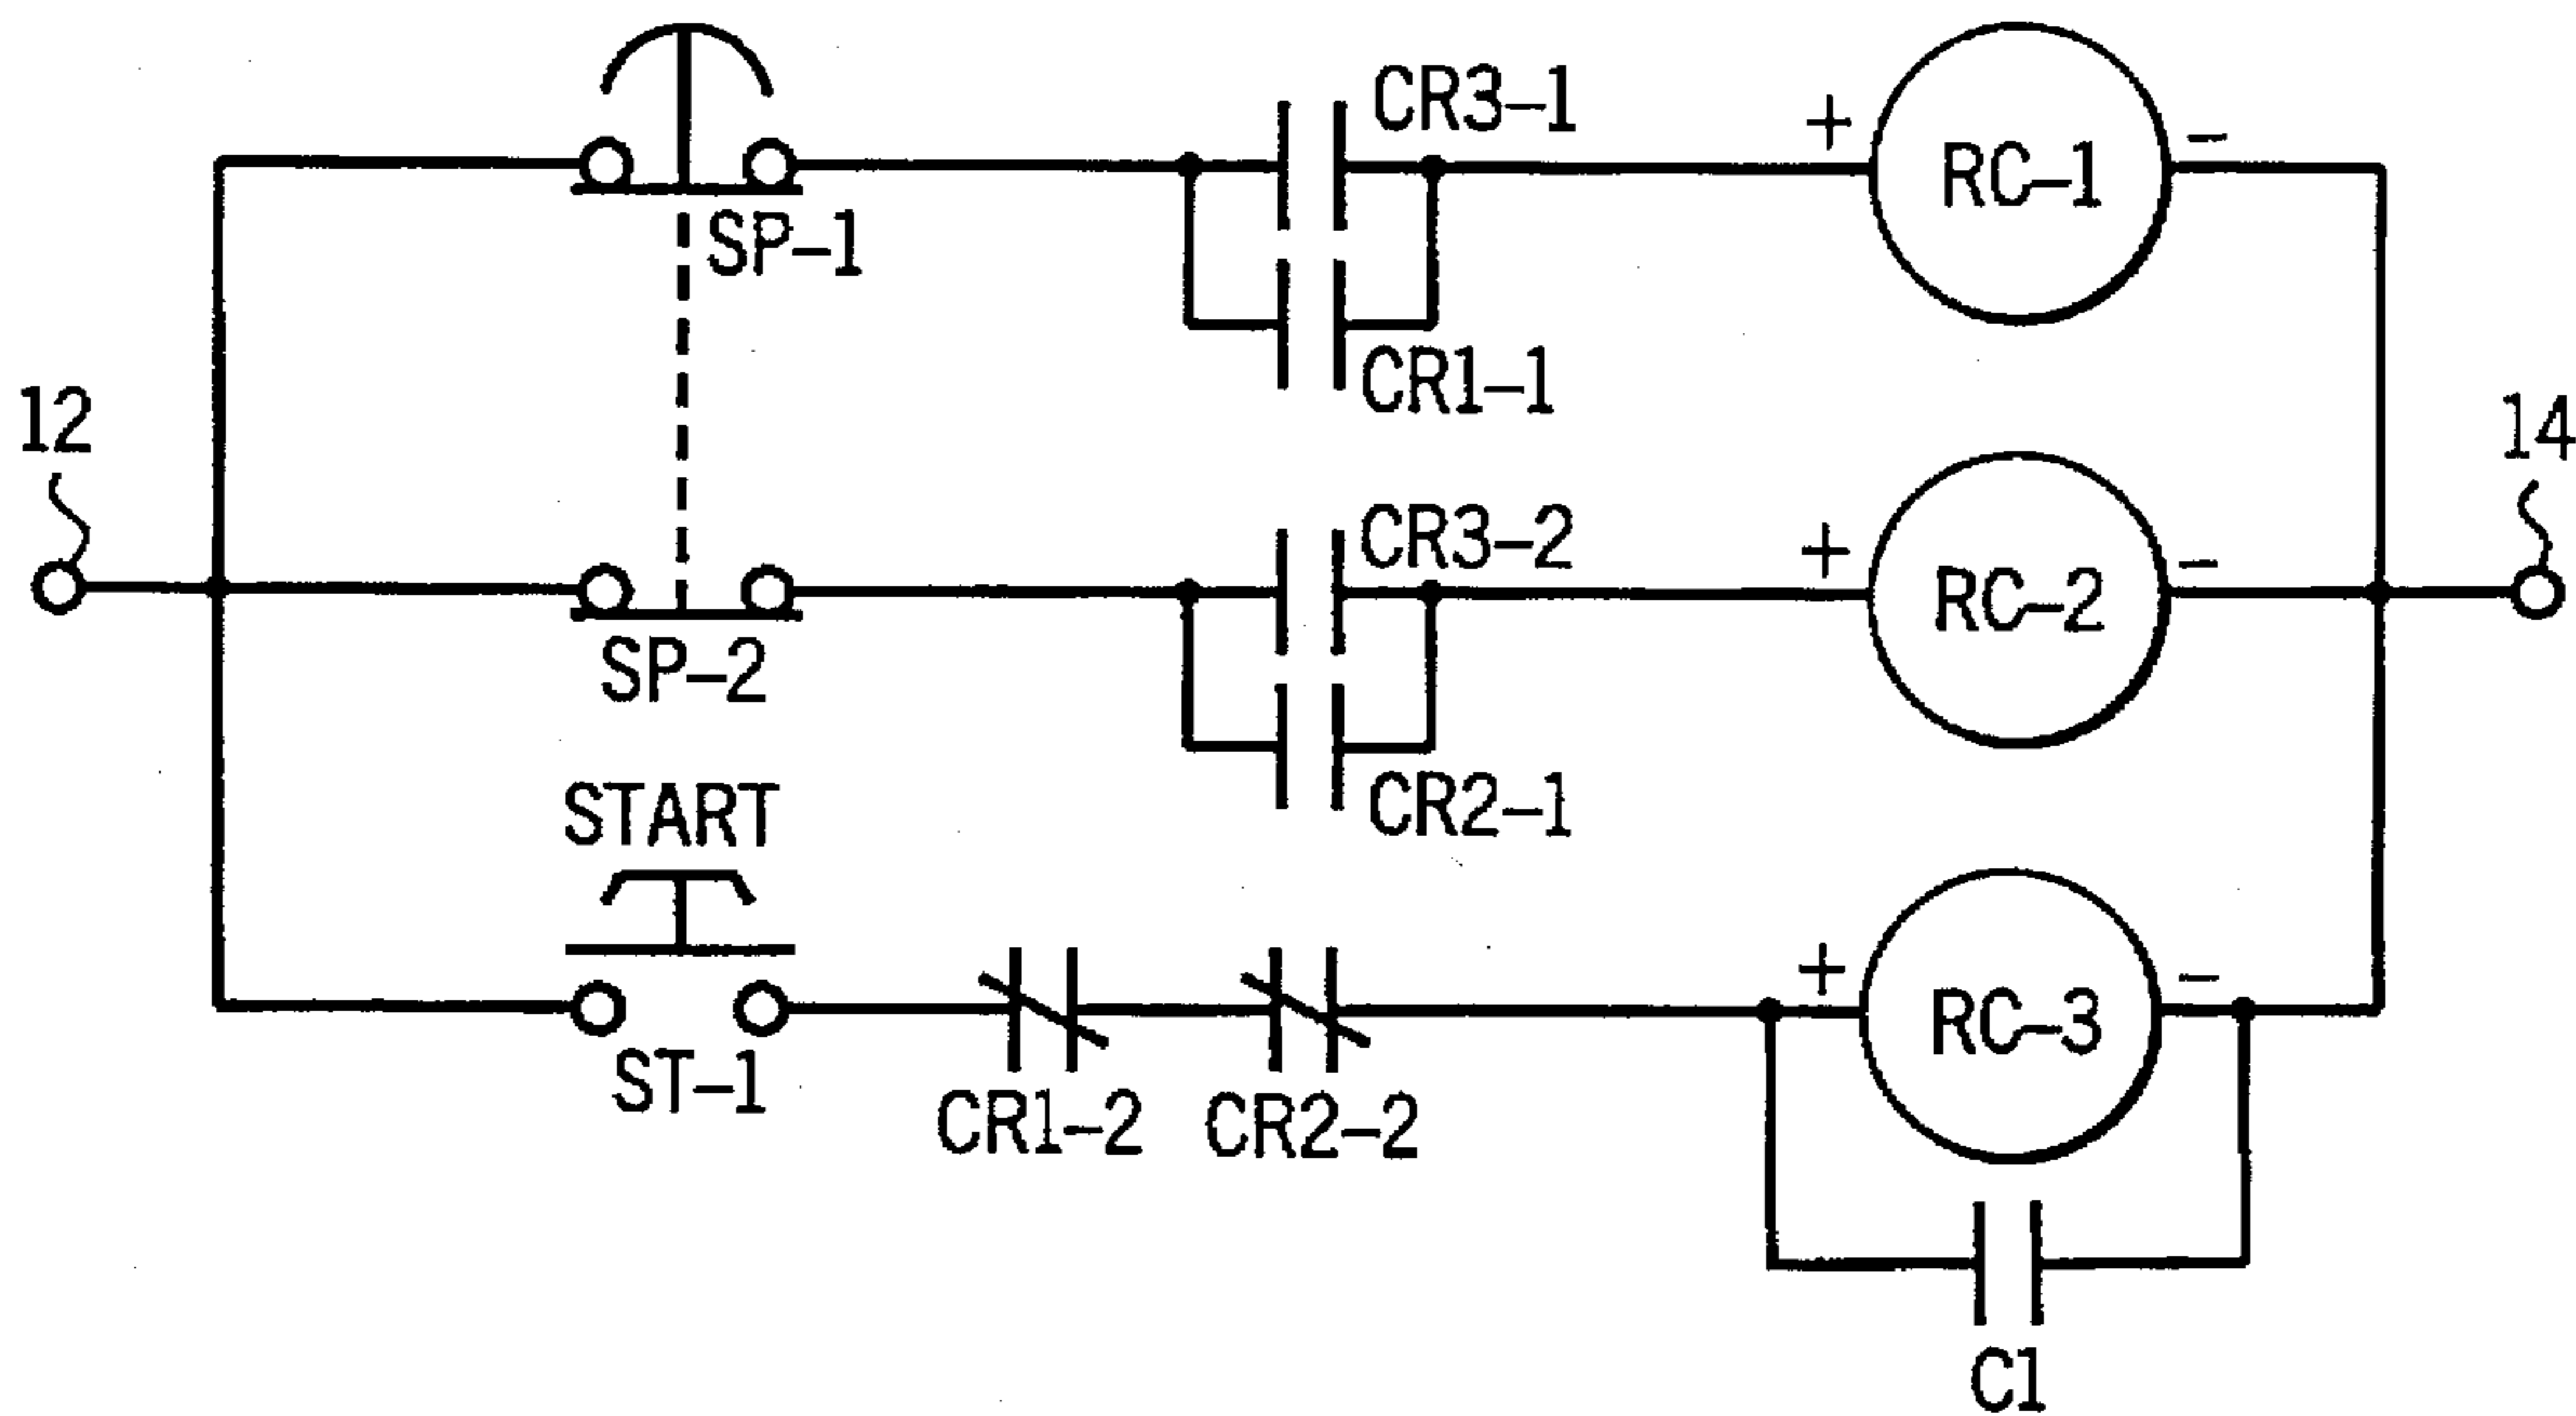 CR3-1
+
-
RC-1
SP-1
CR1-1
12
14
CR3-2
+
-
RC-2
SP-2
CR2-1
START
+
-
RC-3
ST-1
CR1-2
CR2-2
C1